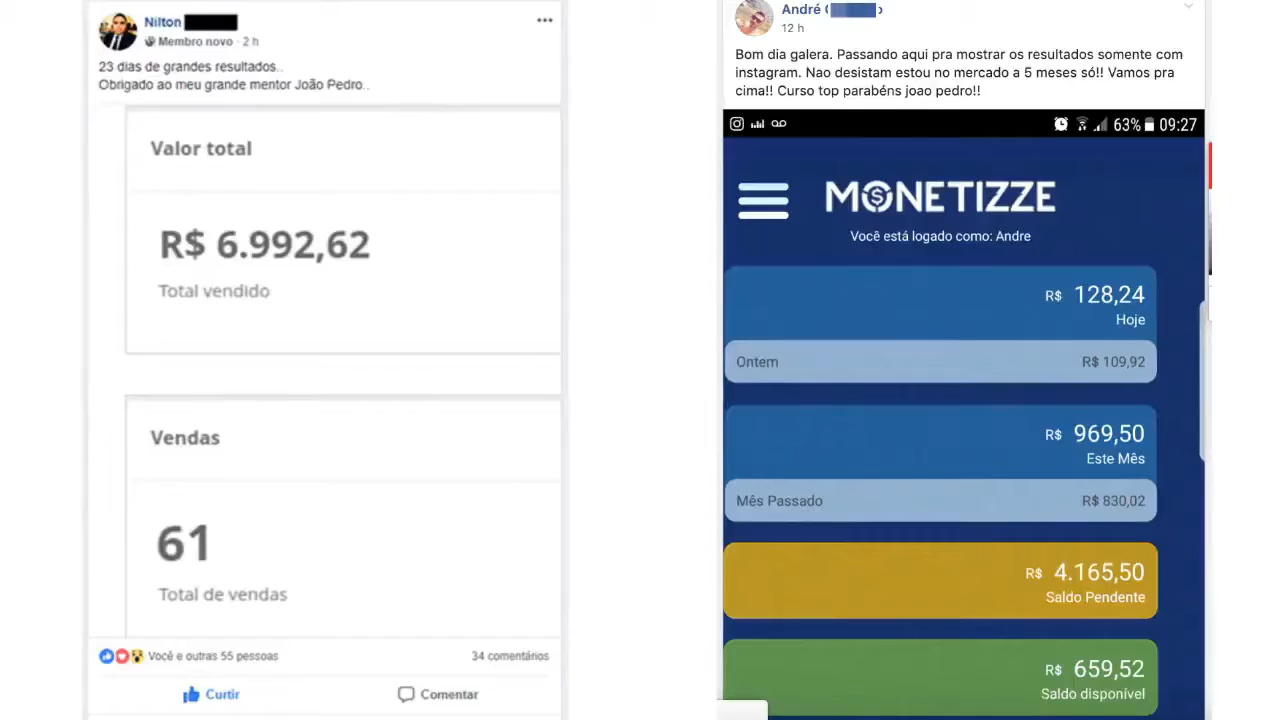 Nilton
Membro novo · 2 h
23 dias de grandes resultados..
Obrigado ao meu grande mentor João Pedro..
Valor total
R$ 6.992,62
Total vendido
Vendas
61
Total de vendas
Você e outras 55 pessoas
34 comentários
Curtir
Comentar
André
12 h
Bom dia galera. Passando aqui pra mostrar os resultados somente com
instagram. Nao desistam estou no mercado a 5 meses só!! Vamos pra
cima!! Curso top parabéns joao pedro!!
63% 09:27
MONETIZZE
Você está logado como: Andre
R$ 128,24
Hoje
Ontem R$ 109,92
R$ 969,50
Este Mês
Mês Passado R$ 830,02
R$ 4.165,50
Saldo Pendente
R$ 659,52
Saldo disponível